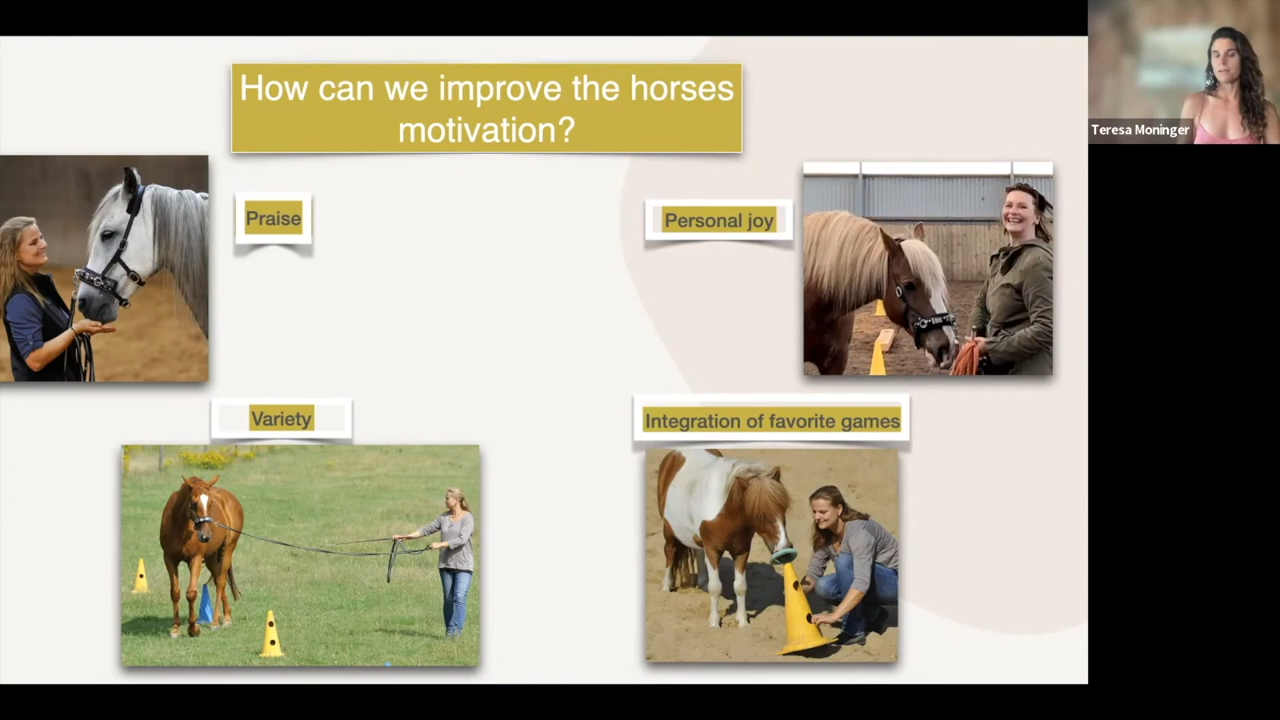 How can we improve the horses
motivation?
Praise
Personal joy
Variety
Integration of favorite games
Teresa Moninger